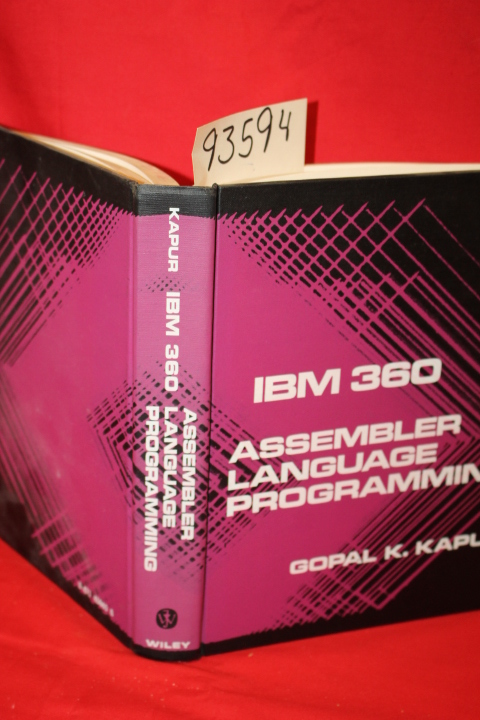 93594
KAPUR IBM 360 ASSEMBLER LANGUAGE PROGRAMMING
WILEY
IBM 360
ASSEMBLER
LANGUAGE
PROGRAMMIN
GOPAL K. KAPU